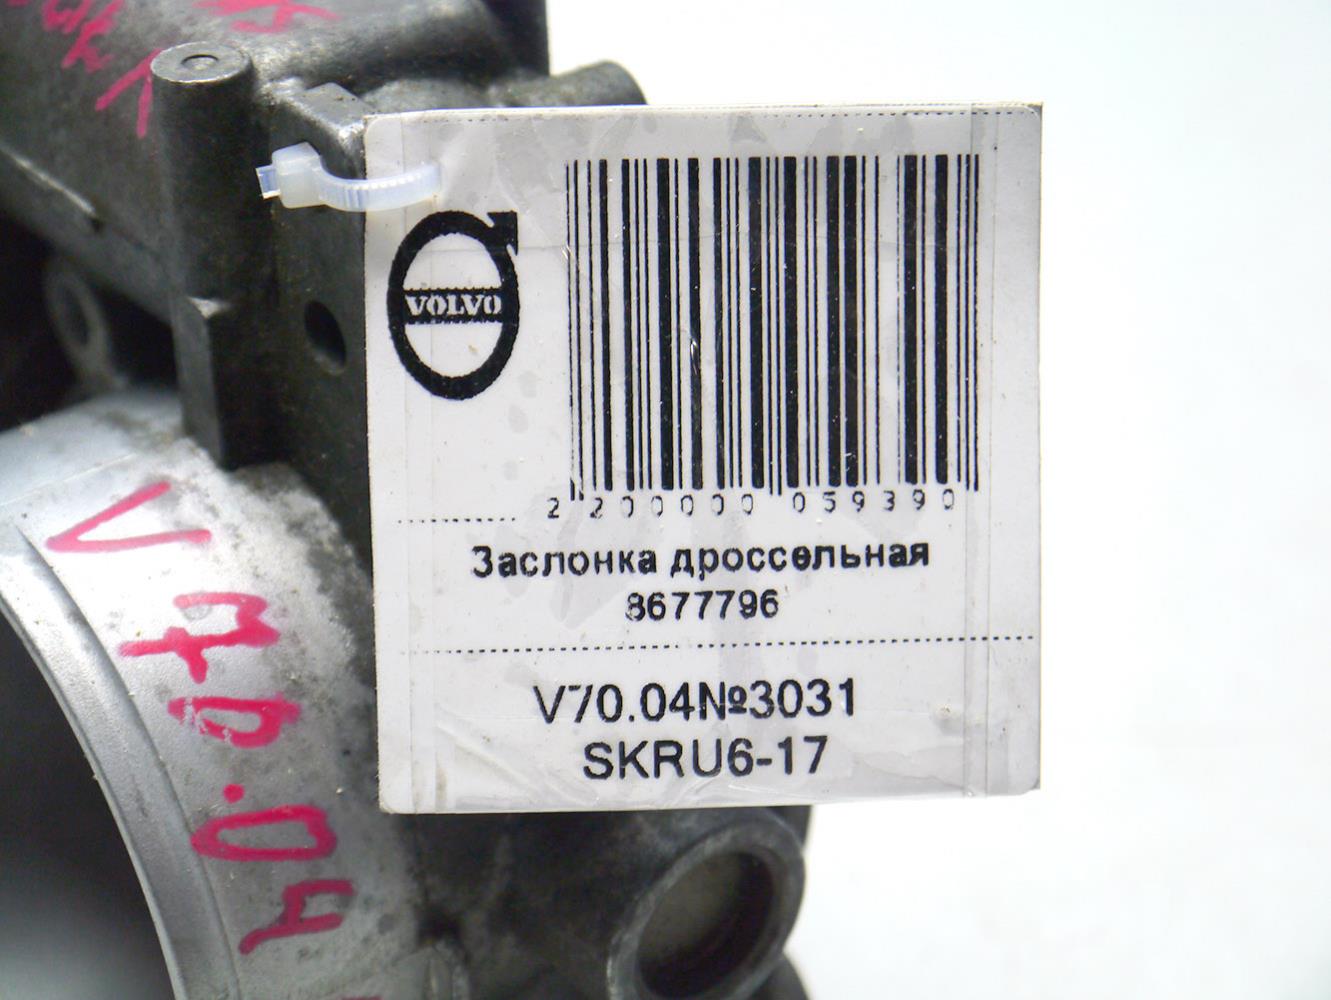 VOLVO
2 200000 059390
Заслонка дроссельная
8677796
V70.04№3031
SKRU6-17
V70.04